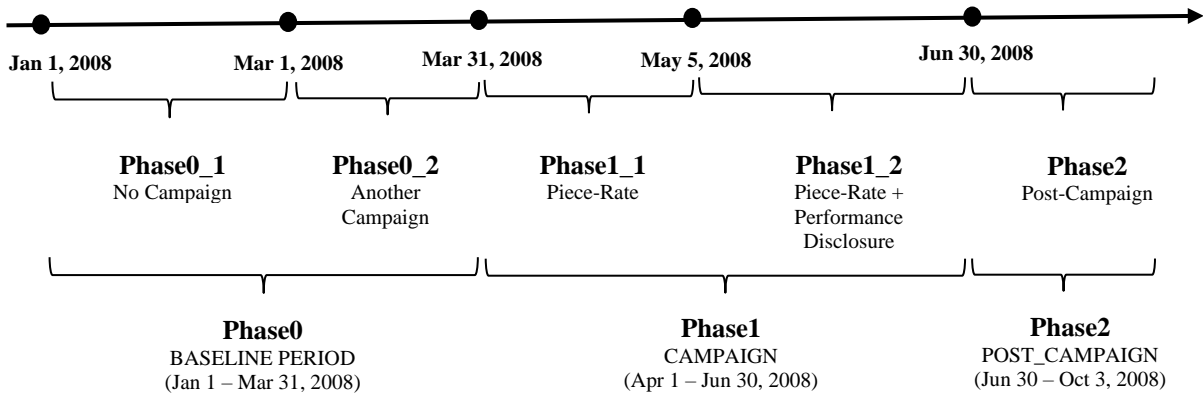 Jan 1, 2008
Mar 1, 2008
Mar 31, 2008
May 5, 2008
Jun 30, 2008
Phase0_1
No Campaign
Phase0_2
Another
Campaign
Phase1_1
Piece-Rate
Phase1_2
Piece-Rate +
Performance
Disclosure
Phase2
Post-Campaign
Phase0
BASELINE PERIOD
(Jan 1 – Mar 31, 2008)
Phase1
CAMPAIGN
(Apr 1 – Jun 30, 2008)
Phase2
POST_CAMPAIGN
(Jun 30 – Oct 3, 2008)